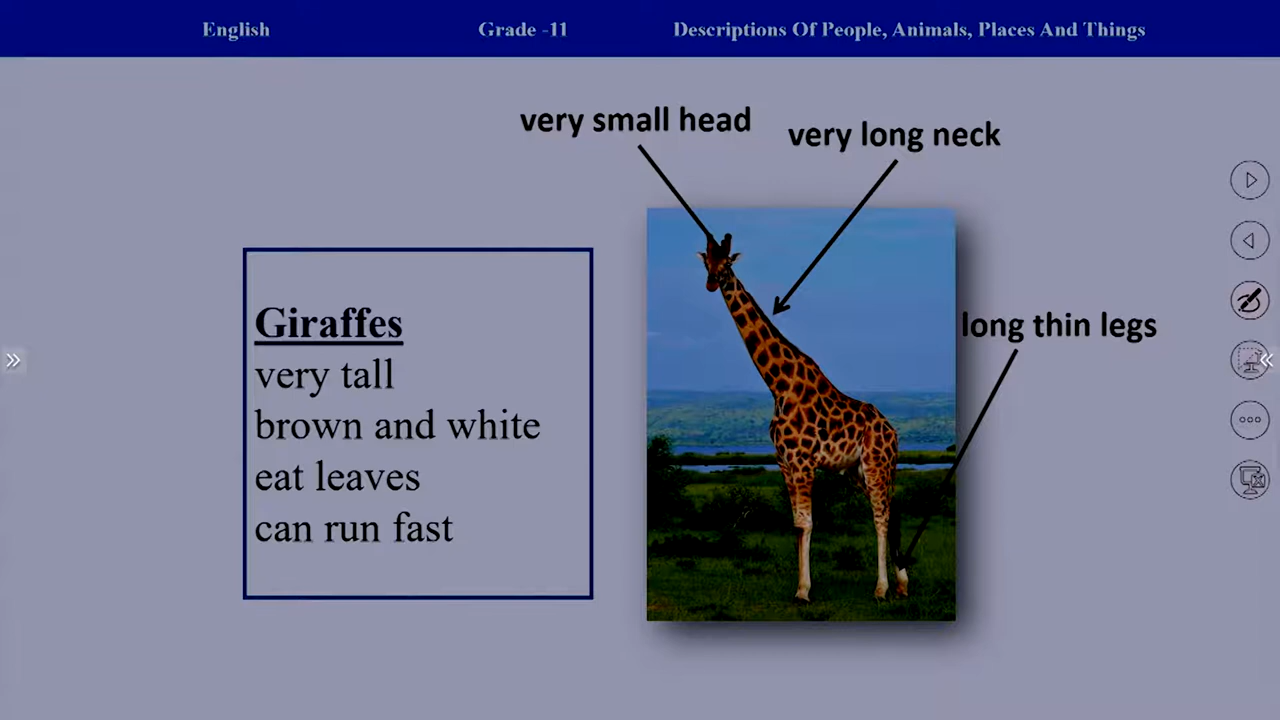 English Grade -11 Descriptions Of People, Animals, Places And Things
very small head
very long neck
long thin legs
Giraffes
very tall
brown and white
eat leaves
can run fast